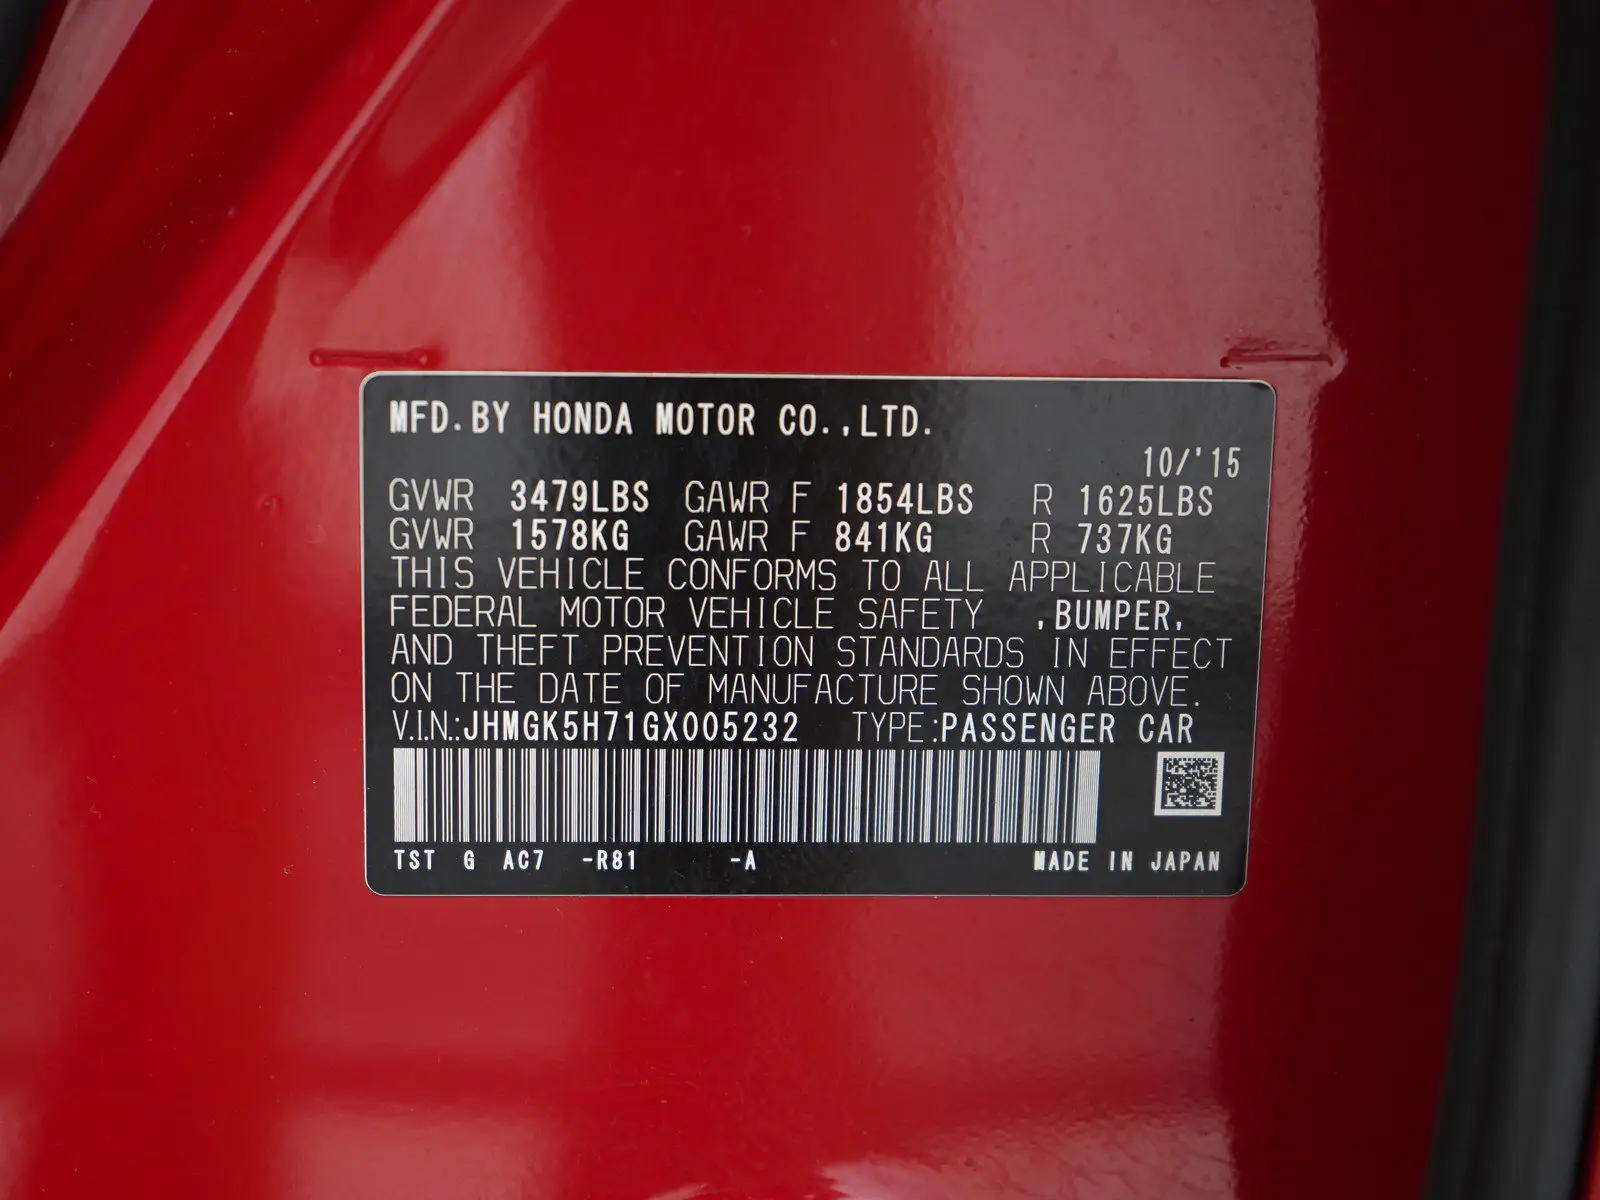 MFD.BY HONDA MOTOR CO.,LTD.
10/'15
GVWR 3479LBS GAWR F 1854LBS R 1625LBS
GVWR 1578KG GAWR F 841KG R 737KG
THIS VEHICLE CONFORMS TO ALL APPLICABLE
FEDERAL MOTOR VEHICLE SAFETY ,BUMPER,
AND THEFT PREVENTION STANDARDS IN EFFECT
ON THE DATE OF MANUFACTURE SHOWN ABOVE.
V.I.N.:JHMGK5H71GX005232 TYPE:PASSENGER CAR
TST G AC7 -R81 -A MADE IN JAPAN